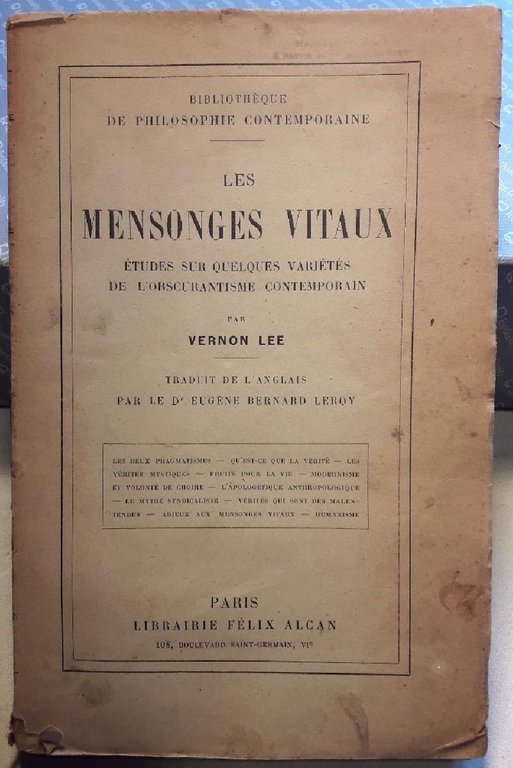 BIBLIOTHÈQUE
DE PHILOSOPHIE CONTEMPORAINE
LES
MENSONGES VITAUX
ÉTUDES SUR QUELQUES VARIÉTÉS
DE L'OBSCURANTISME CONTEMPORAIN
PAR
VERNON LEE
TRADUIT DE L'ANGLAIS
PAR LE Dr EUGÈNE BERNARD LEROY
LES DEUX PRAGMATISMES — QU'EST-CE QUE LA VÉRITÉ — LES
VÉRITÉS MYSTIQUES — FRUITS POUR LA VIE — MODERNISME
ET VOLONTÉ DE CROIRE — L'APOLOGÉTIQUE ANTHROPOLOGIQUE
— LE MYTHE SYNDICALISTE — VÉRITÉS QUI SONT DES MALEN-
TENDUS — ADIEUX AUX MENSONGES VITAUX — HUMANISME
PARIS
LIBRAIRIE FÉLIX ALCAN
108, BOULEVARD SAINT-GERMAIN, VIe